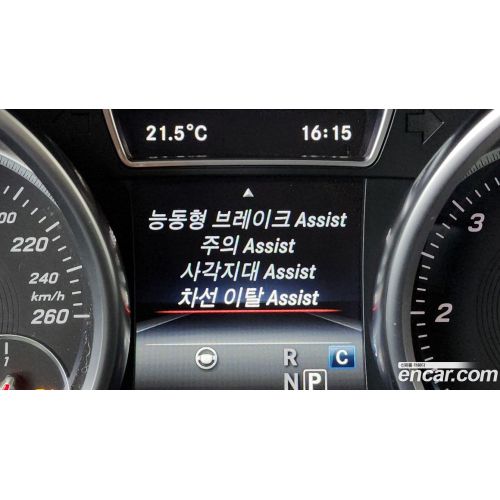 21.5°C 16:15
능동형 브레이크 Assist
주의 Assist
사각지대 Assist
차선 이탈 Assist
220
240
km/h
260
1
3
2
R C
N P
encar.com